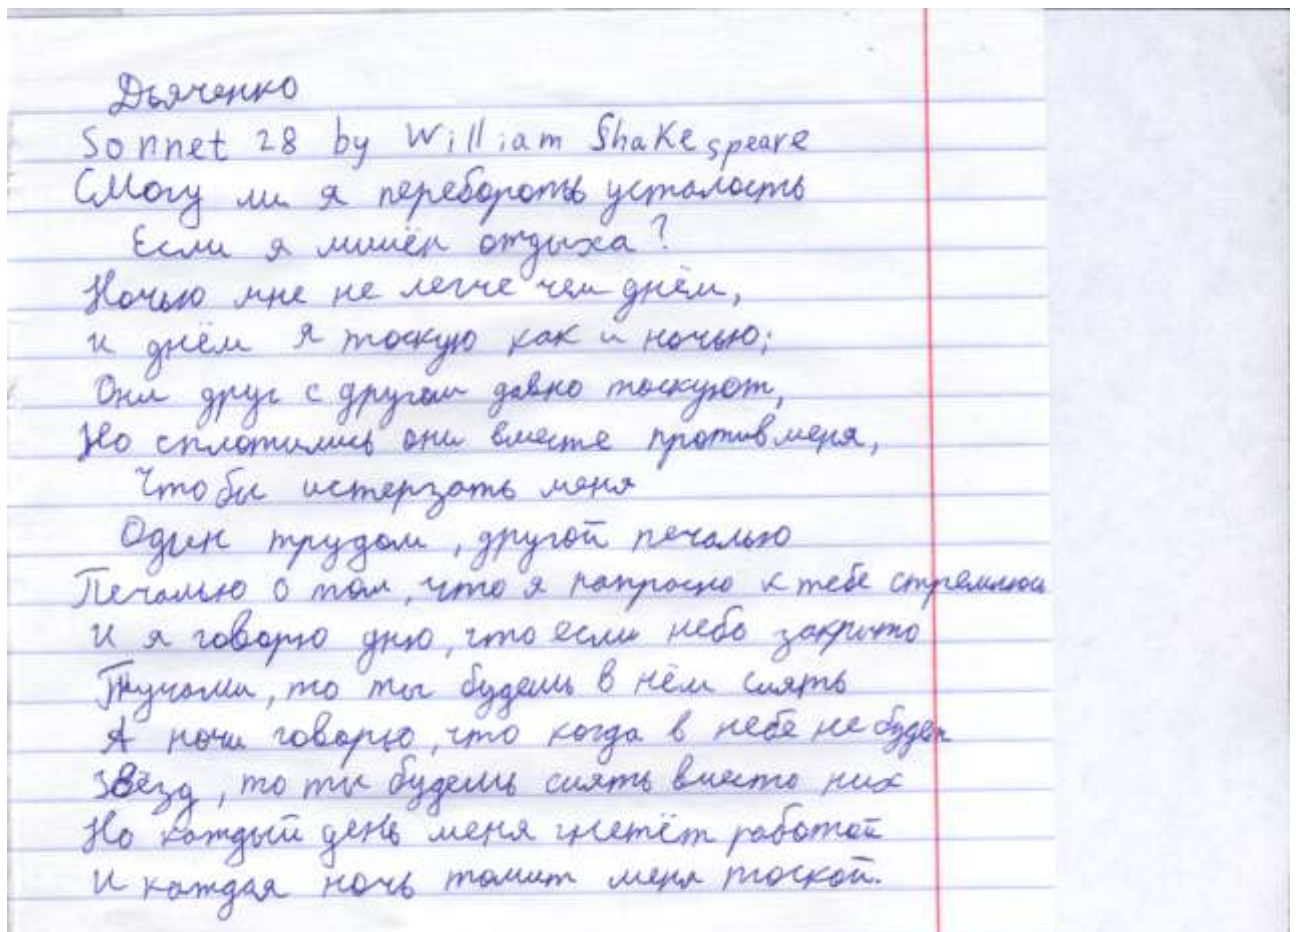 Дьяченко
Sonnet 28 by William Shakespeare
Смогу ли я перебороть усталость
Если я лишён отдыха?
Ночью мне не легче чем днём,
и днём я тоскую как и ночью;
Они друг с другом давно тоскуют,
Но сплотились они вместе против меня,
Чтобы истерзать меня
Один трудом, другой печалью
Печалью о том, что я напрасно к тебе стремлюсь
И я говорю дню, что если небо закрыто
Тучами, то ты будешь в нём сиять
А ночи говорю, что когда в небе не будет
звёзд, то ты будешь сиять вместо них
Но каждый день меня гнетёт работой
И каждая ночь томит меня тоской.